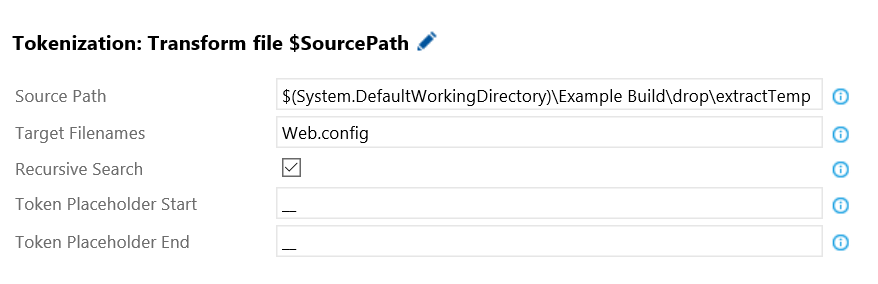 Tokenization: Transform file $SourcePath
Source Path $(System.DefaultWorkingDirectory)\Example Build\drop\extractTemp
Target Filenames Web.config
Recursive Search
Token Placeholder Start __
Token Placeholder End __